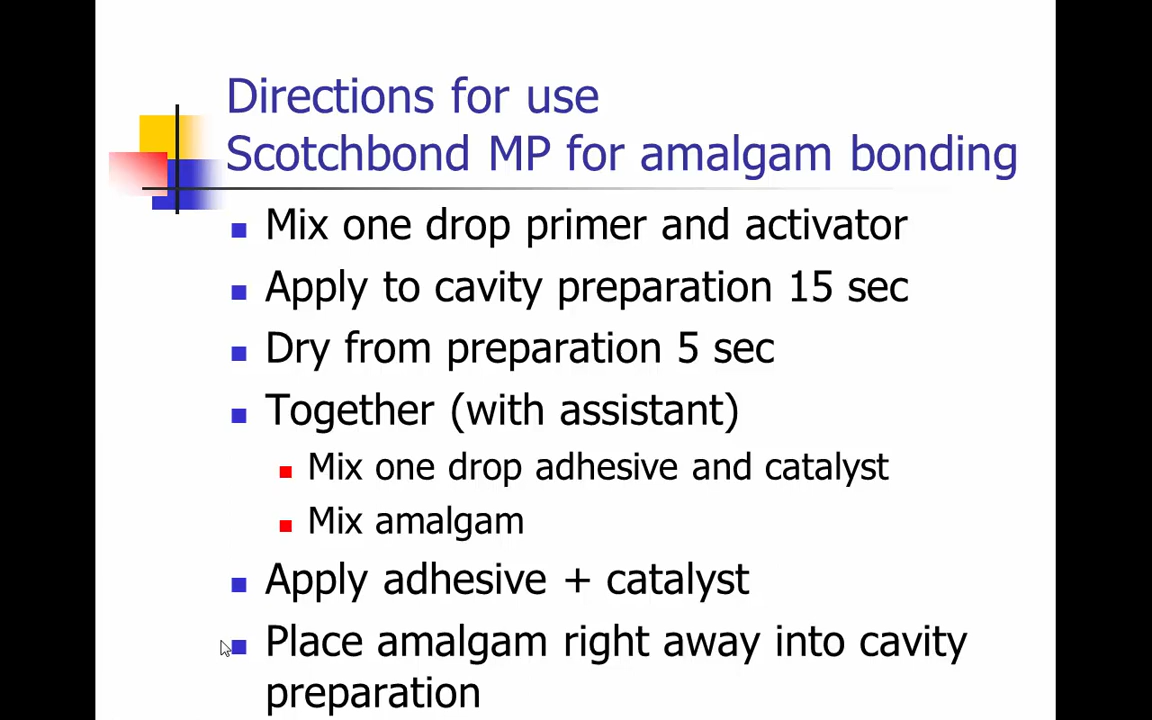 Directions for use
Scotchbond MP for amalgam bonding
Mix one drop primer and activator
Apply to cavity preparation 15 sec
Dry from preparation 5 sec
Together (with assistant)
Mix one drop adhesive and catalyst
Mix amalgam
Apply adhesive + catalyst
Place amalgam right away into cavity
preparation